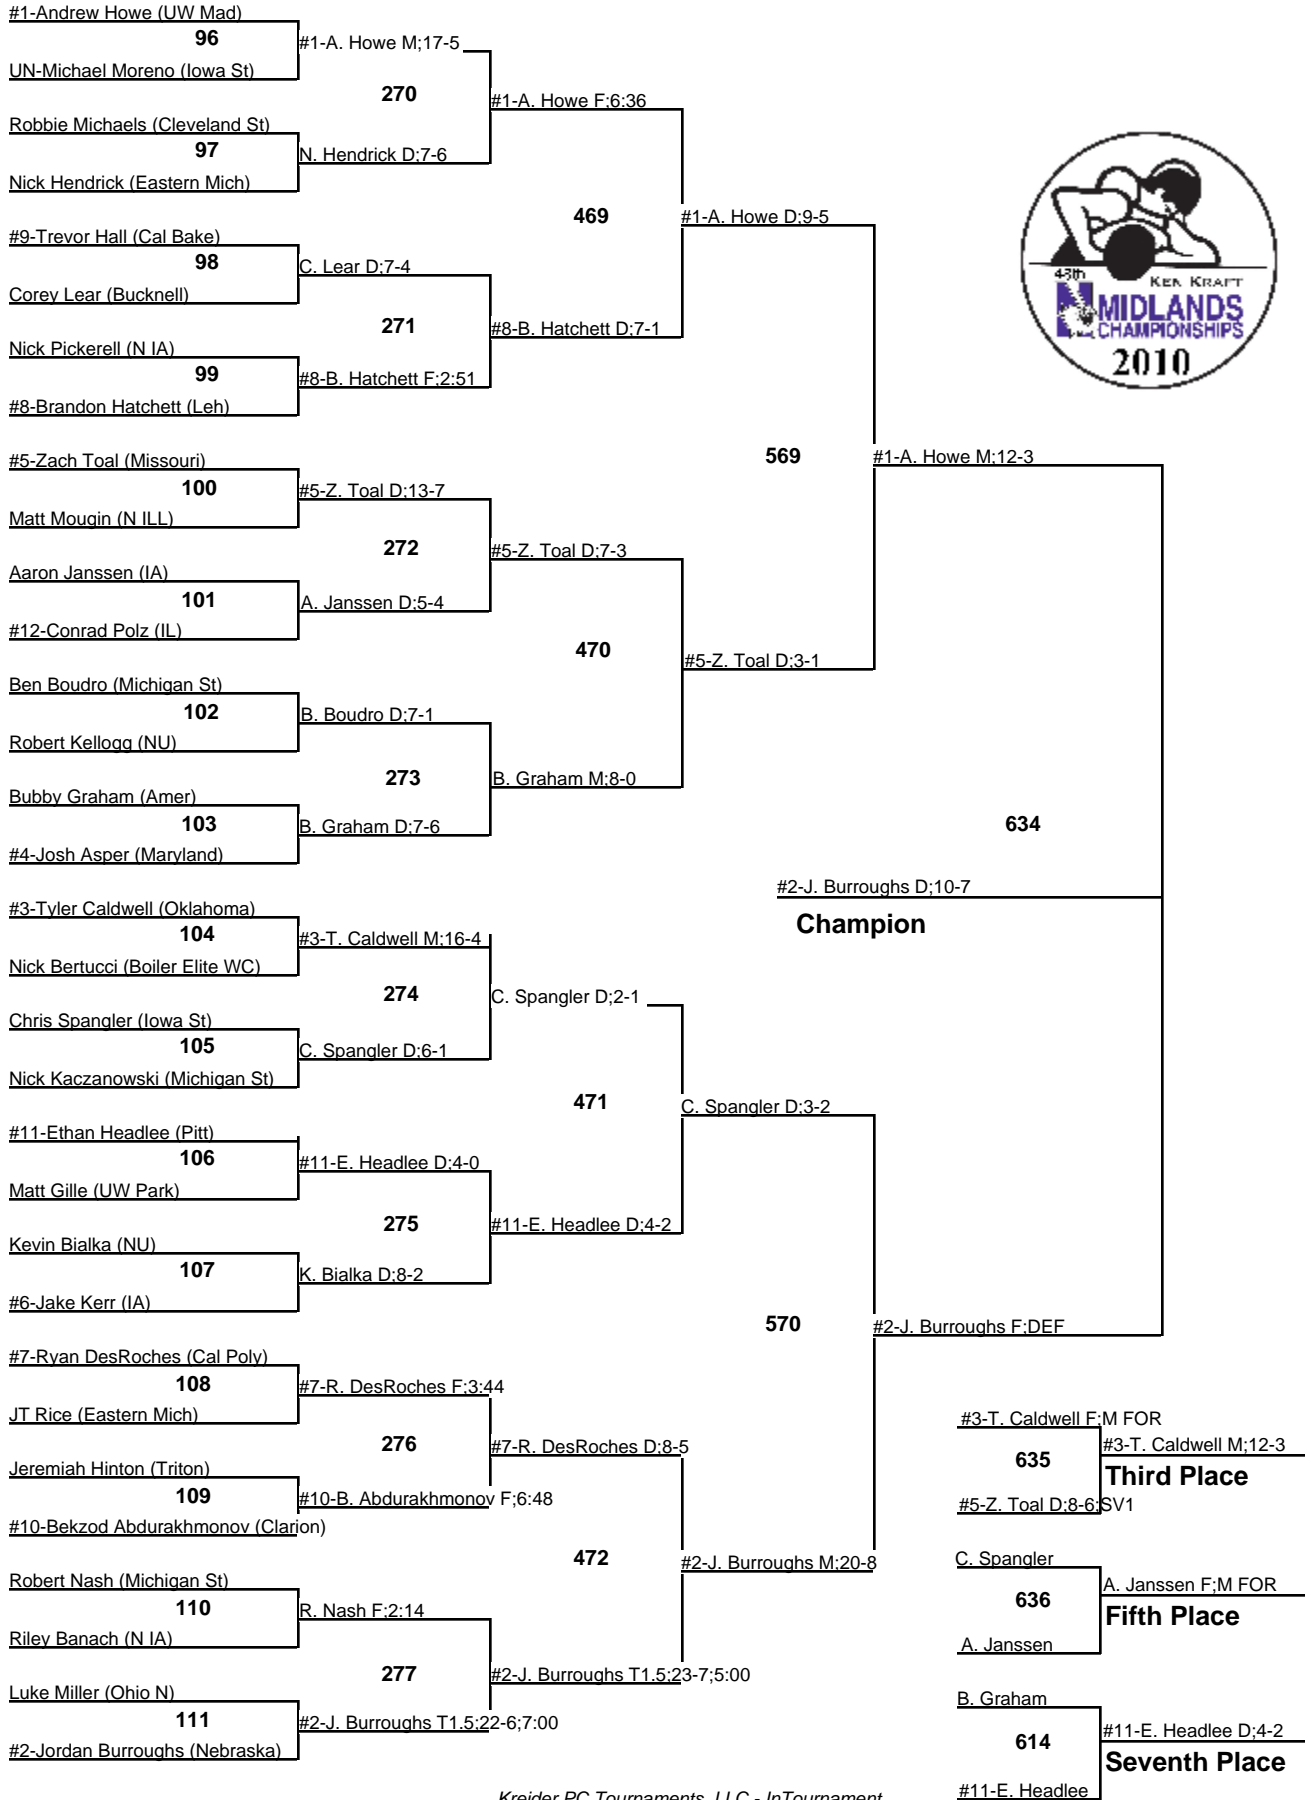 #1-Andrew Howe (UW Mad)
96
#1-A. Howe M;17-5
UN-Michael Moreno (Iowa St)
270
#1-A. Howe F;6:36
Robbie Michaels (Cleveland St)
97
N. Hendrick D;7-6
Nick Hendrick (Eastern Mich)
469
#1-A. Howe D;9-5
#9-Trevor Hall (Cal Bake)
98
C. Lear D;7-4
Corey Lear (Bucknell)
271
#8-B. Hatchett D;7-1
Nick Pickerell (N IA)
99
#8-B. Hatchett F;2:51
#8-Brandon Hatchett (Leh)
48th
KEN KRAFT
MIDLANDS
CHAMPIONSHIPS
2010
569
#1-A. Howe M;12-3
#5-Zach Toal (Missouri)
100
#5-Z. Toal D;13-7
Matt Mougin (N ILL)
272
#5-Z. Toal D;7-3
Aaron Janssen (IA)
101
A. Janssen D;5-4
#12-Conrad Polz (IL)
470
#5-Z. Toal D;3-1
Ben Boudro (Michigan St)
102
B. Boudro D;7-1
Robert Kellogg (NU)
273
B. Graham M;8-0
Bubby Graham (Amer)
103
B. Graham D;7-6
#4-Josh Asper (Maryland)
634
#2-J. Burroughs D;10-7
Champion
#3-Tyler Caldwell (Oklahoma)
104
#3-T. Caldwell M;16-4
Nick Bertucci (Boiler Elite WC)
274
C. Spangler D;2-1
Chris Spangler (Iowa St)
105
C. Spangler D;6-1
Nick Kaczanowski (Michigan St)
471
C. Spangler D;3-2
#11-Ethan Headlee (Pitt)
106
#11-E. Headlee D;4-0
Matt Gille (UW Park)
275
#11-E. Headlee D;4-2
Kevin Bialka (NU)
107
K. Bialka D;8-2
#6-Jake Kerr (IA)
570
#2-J. Burroughs F;DEF
#7-Ryan DesRoches (Cal Poly)
108
#7-R. DesRoches F;3:44
JT Rice (Eastern Mich)
276
#7-R. DesRoches D;8-5
Jeremiah Hinton (Triton)
109
#10-B. Abdurakhmonov F;6:48
#10-Bekzod Abdurakhmonov (Clarion)
472
#2-J. Burroughs M;20-8
Robert Nash (Michigan St)
110
R. Nash F;2:14
Riley Banach (N IA)
277
#2-J. Burroughs T1.5;23-7;5:00
Luke Miller (Ohio N)
111
#2-J. Burroughs T1.5;22-6;7:00
#2-Jordan Burroughs (Nebraska)
#3-T. Caldwell F;M FOR
635
#3-T. Caldwell M;12-3
Third Place
#5-Z. Toal D;8-6;SV1
C. Spangler
636
A. Janssen F;M FOR
Fifth Place
A. Janssen
B. Graham
614
#11-E. Headlee D;4-2
Seventh Place
#11-E. Headlee
Kreider PC Tournaments, LLC - InTournament